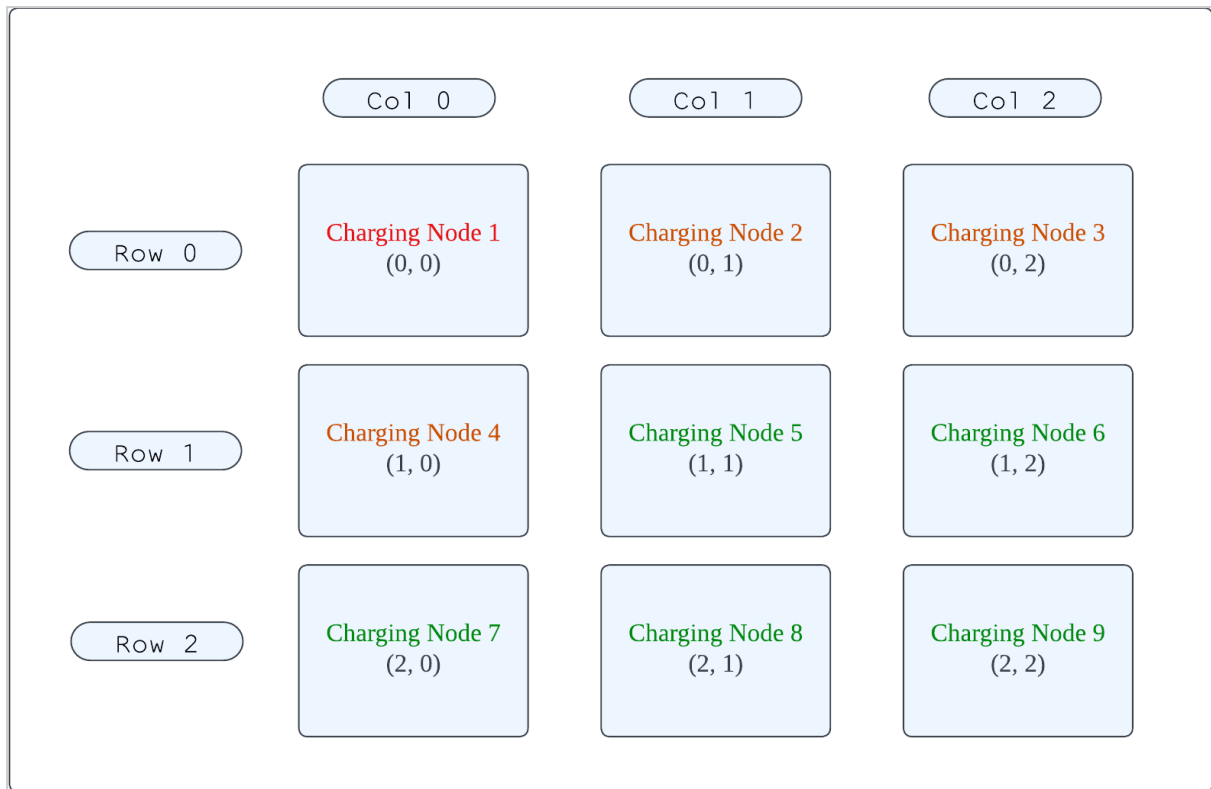 Col 0
Col 1
Col 2
Row 0
Charging Node 1
(0, 0)
Charging Node 2
(0, 1)
Charging Node 3
(0, 2)
Row 1
Charging Node 4
(1, 0)
Charging Node 5
(1, 1)
Charging Node 6
(1, 2)
Row 2
Charging Node 7
(2, 0)
Charging Node 8
(2, 1)
Charging Node 9
(2, 2)